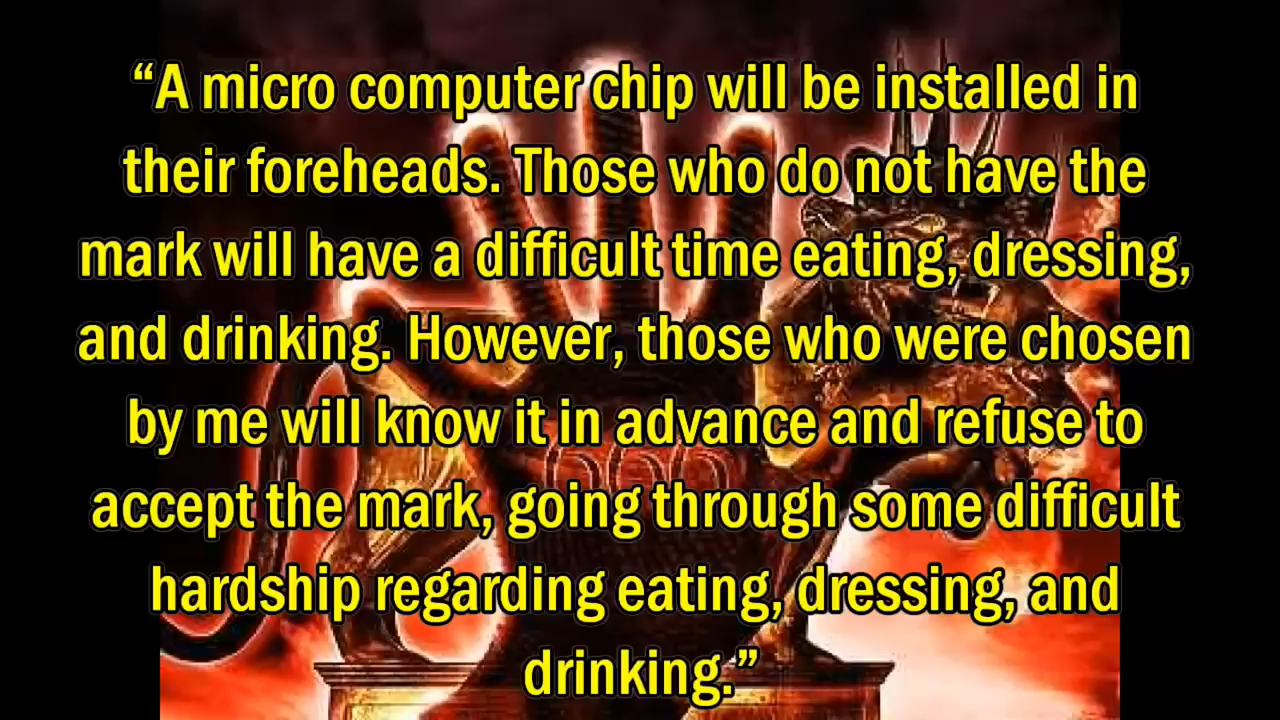 “A micro computer chip will be installed in
their foreheads. Those who do not have the
mark will have a difficult time eating, dressing,
and drinking. However, those who were chosen
by me will know it in advance and refuse to
accept the mark, going through some difficult
hardship regarding eating, dressing, and
drinking.”
666